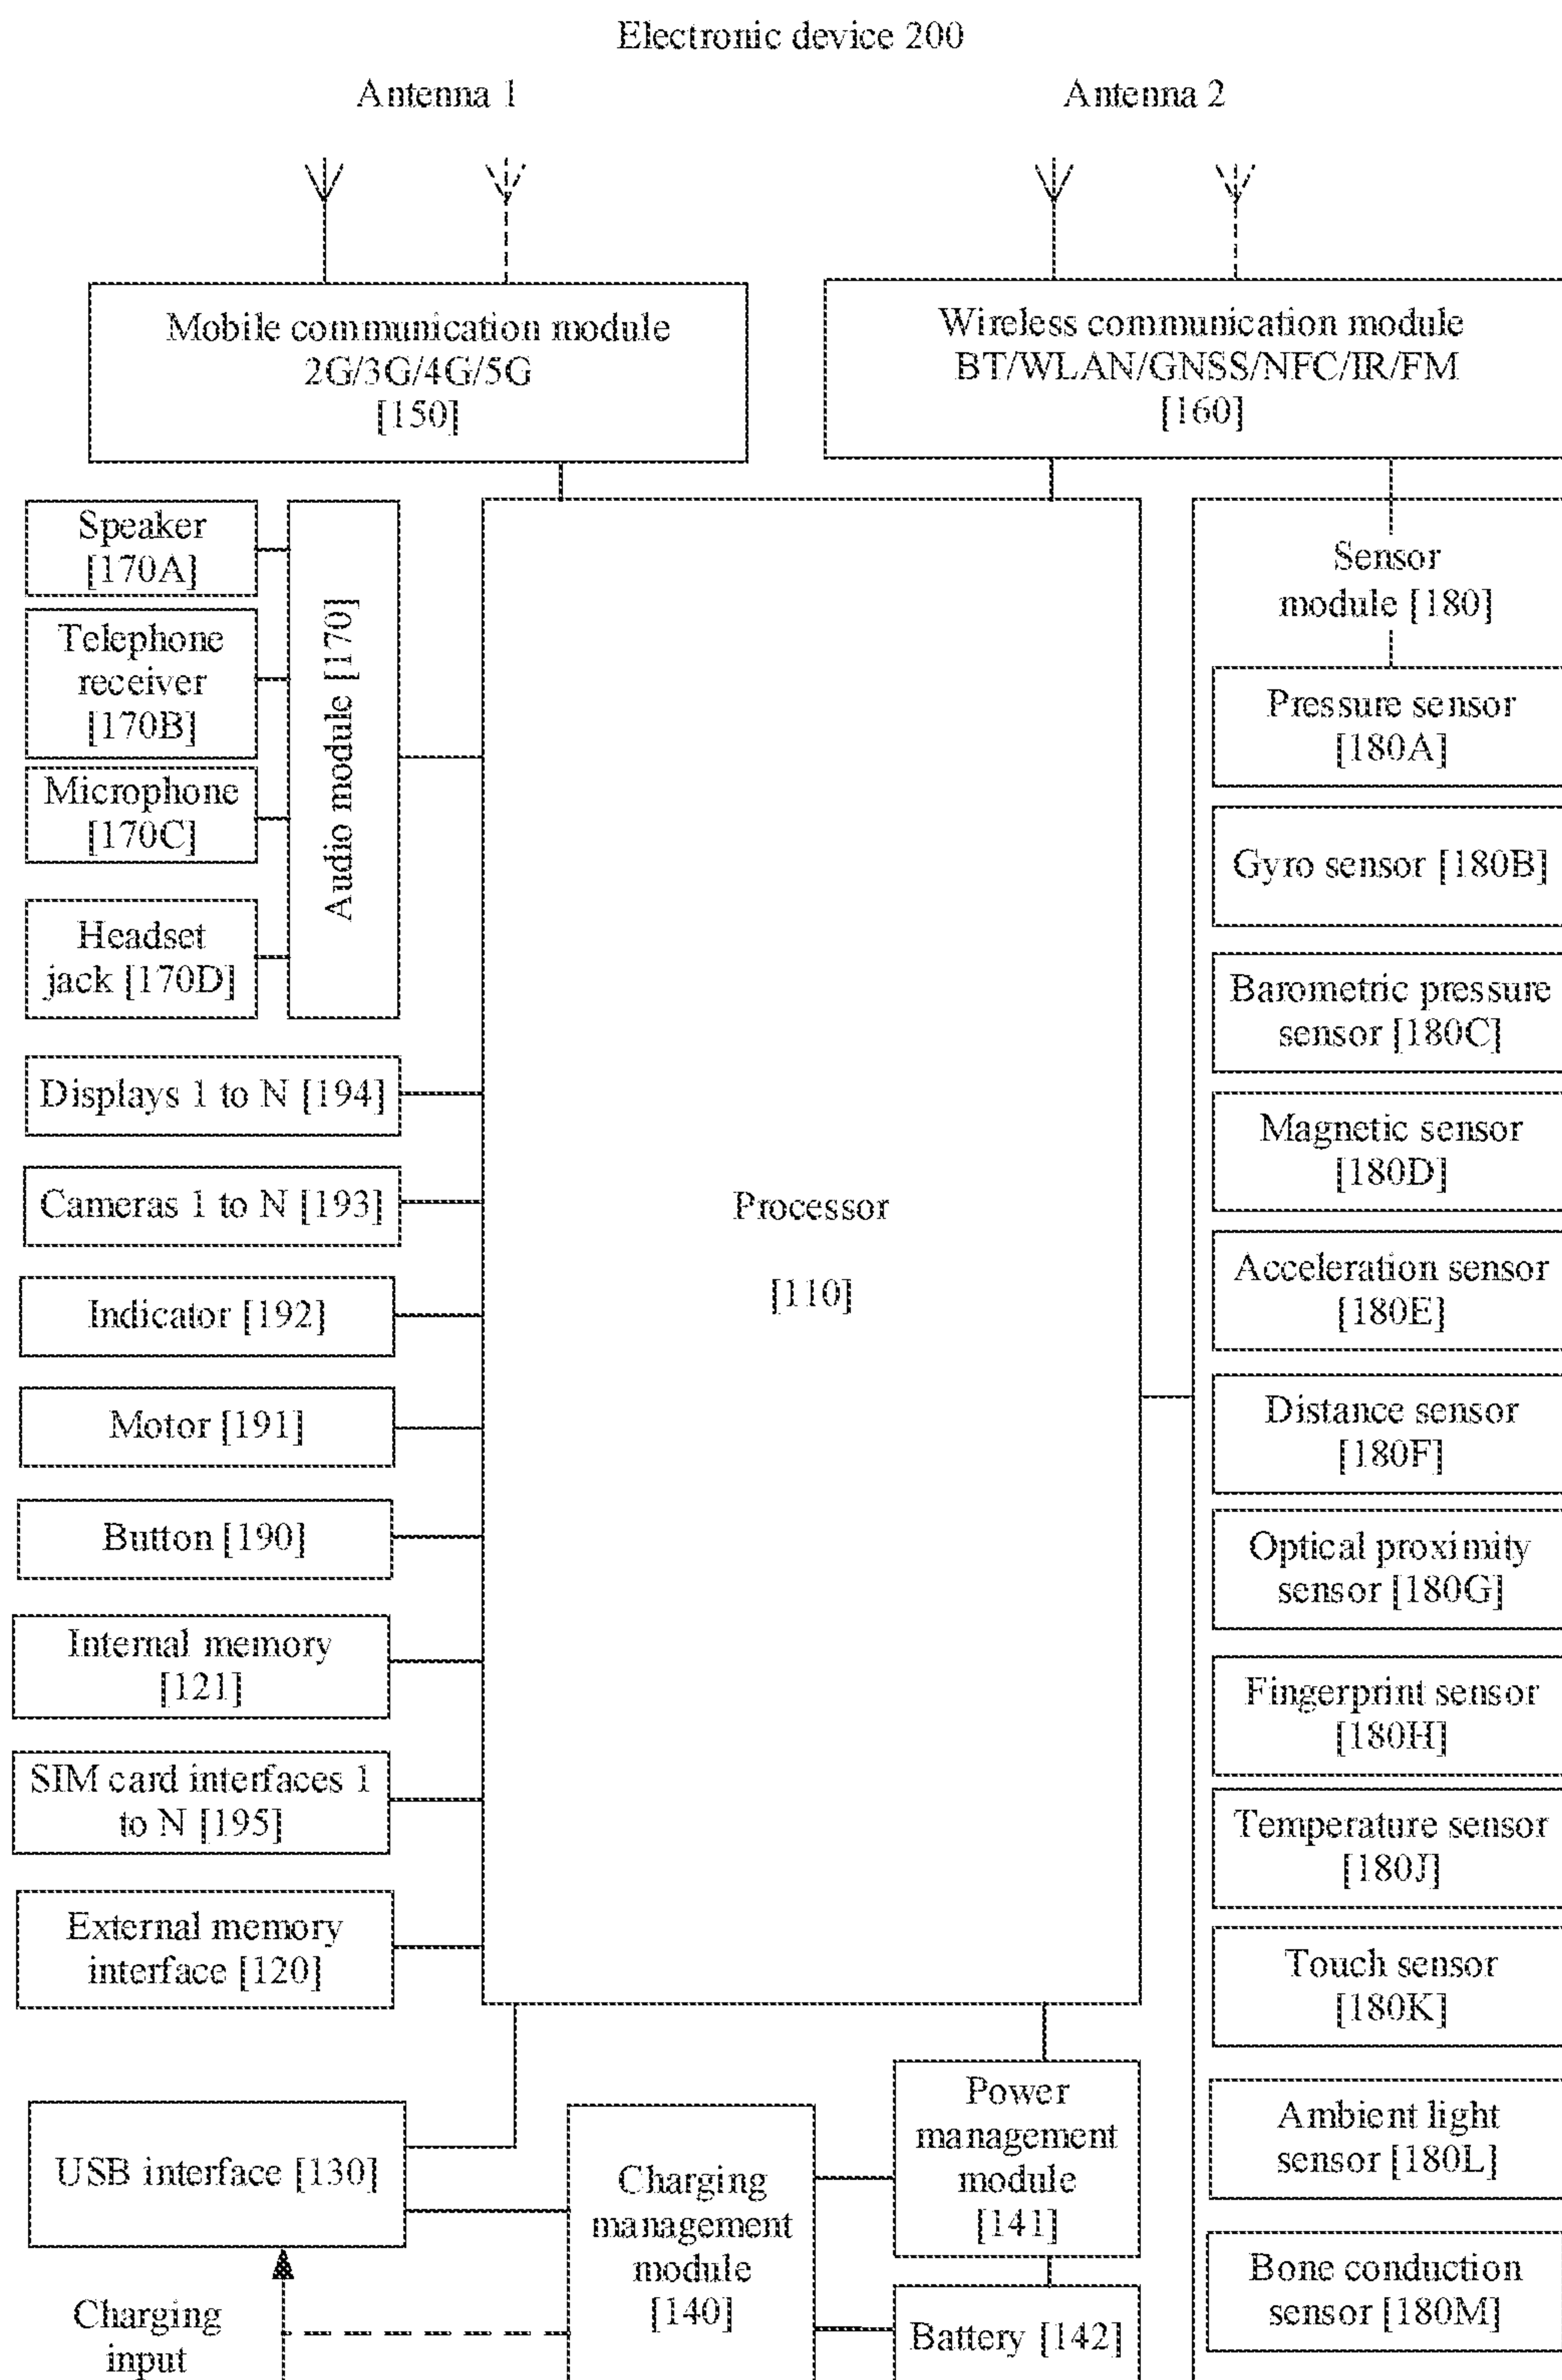 Electronic device 200
Antenna 1
Antenna 2
Mobile communication module
2G/3G/4G/5G
[150]
Wireless communication module
BT/WLAN/GNSS/NFC/IR/FM
[160]
Speaker
[170A]
Telephone
receiver
[170B]
Microphone
[170C]
Headset
jack [170D]
Audio module [170]
Displays 1 to N [194]
Cameras 1 to N [193]
Indicator [192]
Motor [191]
Button [190]
Internal memory
[121]
SIM card interfaces 1
to N [195]
External memory
interface [120]
Processor
[110]
Sensor
module [180]
Pressure sensor
[180A]
Gyro sensor [180B]
Barometric pressure
sensor [180C]
Magnetic sensor
[180D]
Acceleration sensor
[180E]
Distance sensor
[180F]
Optical proximity
sensor [180G]
Fingerprint sensor
[180H]
Temperature sensor
[180J]
Touch sensor
[180K]
Ambient light
sensor [180L]
Bone conduction
sensor [180M]
USB interface [130]
Charging
input
Charging
management
module
[140]
Power
management
module
[141]
Battery [142]